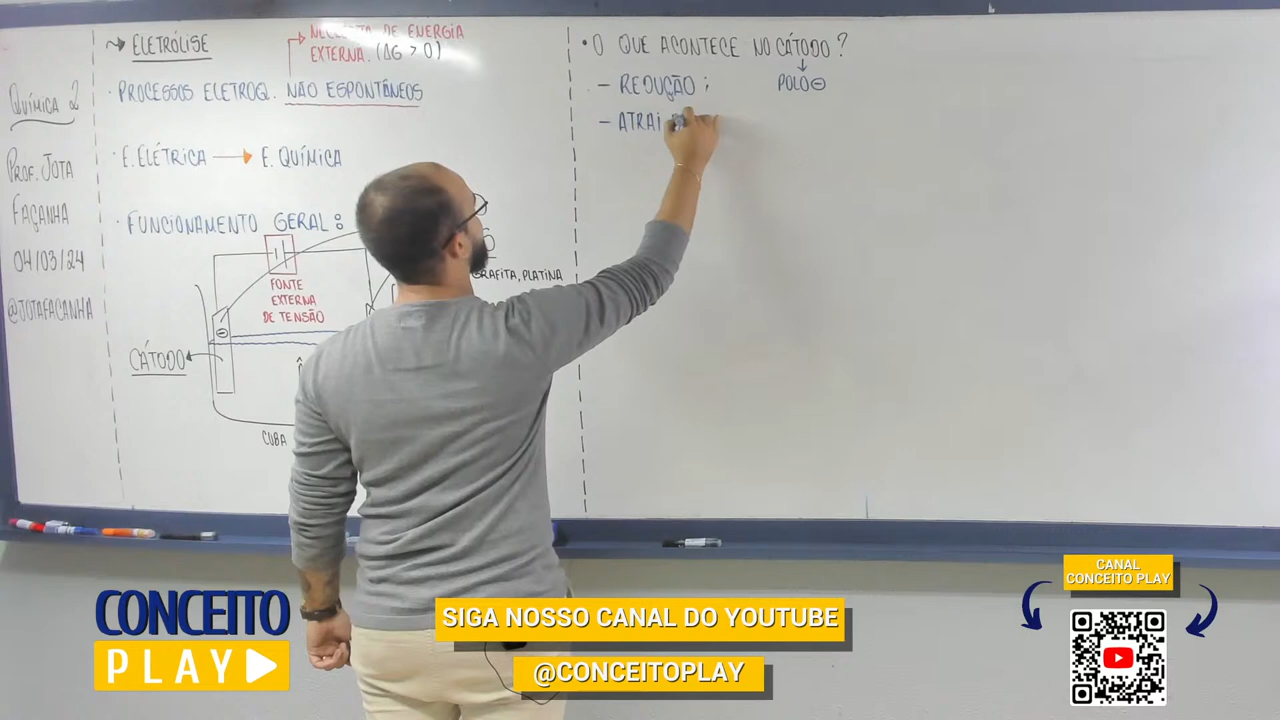 QUÍMICA 2
PROF. JOTA
FAÇANHA
04/03/24
@JOTAFACANHA
ELETRÓLISE
NECESSITA DE ENERGIA
EXTERNA. (ΔG > 0)
• PROCESSOS ELETROQ. NÃO ESPONTÂNEOS
• E. ELÉTRICA → E. QUÍMICA
• FUNCIONAMENTO GERAL:
FONTE
EXTERNA
DE TENSÃO
GRAFITA, PLATINA
CÁTODO
CUBA
• O QUE ACONTECE NO CÁTODO?
– REDUÇÃO;
POLO ⊖
– ATRAI
CONCEITO
PLAY
SIGA NOSSO CANAL DO YOUTUBE
@CONCEITOPLAY
CANAL
CONCEITO PLAY